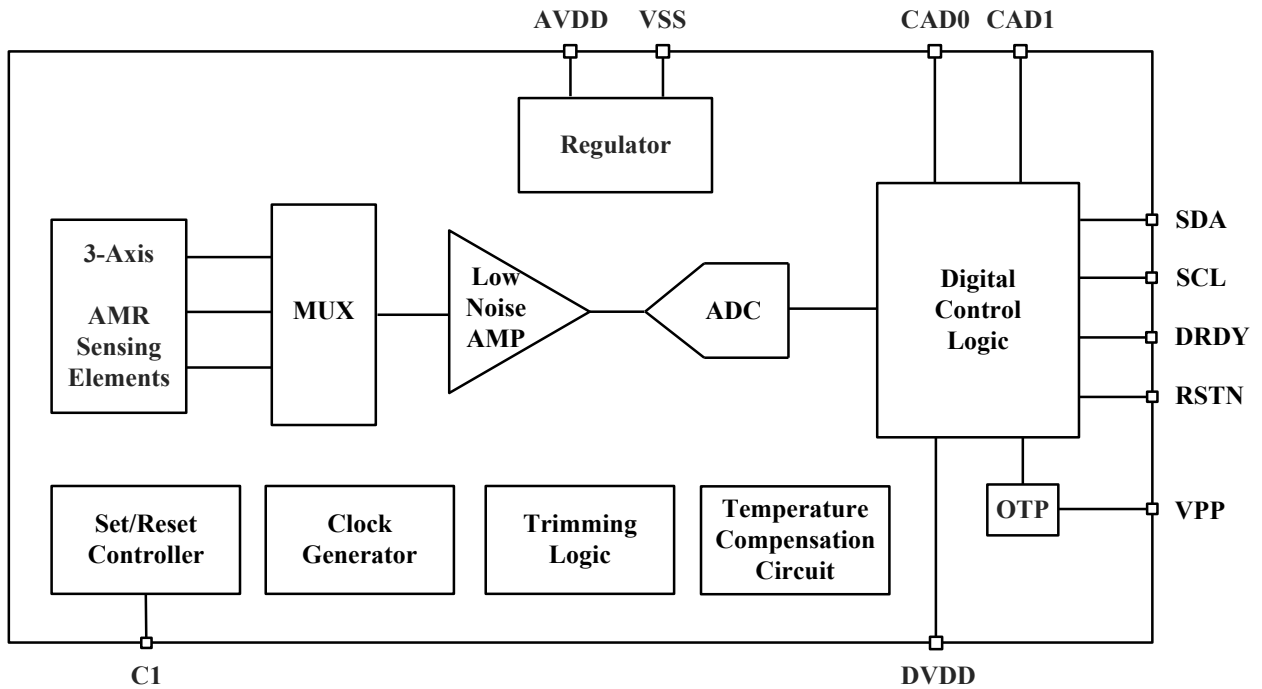 AVDD VSS CAD0 CAD1
Regulator
3-Axis
AMR
Sensing
Elements
MUX
Low
Noise
AMP
ADC
Digital
Control
Logic
SDA
SCL
DRDY
RSTN
Set/Reset
Controller
Clock
Generator
Trimming
Logic
Temperature
Compensation
Circuit
OTP
VPP
C1
DVDD